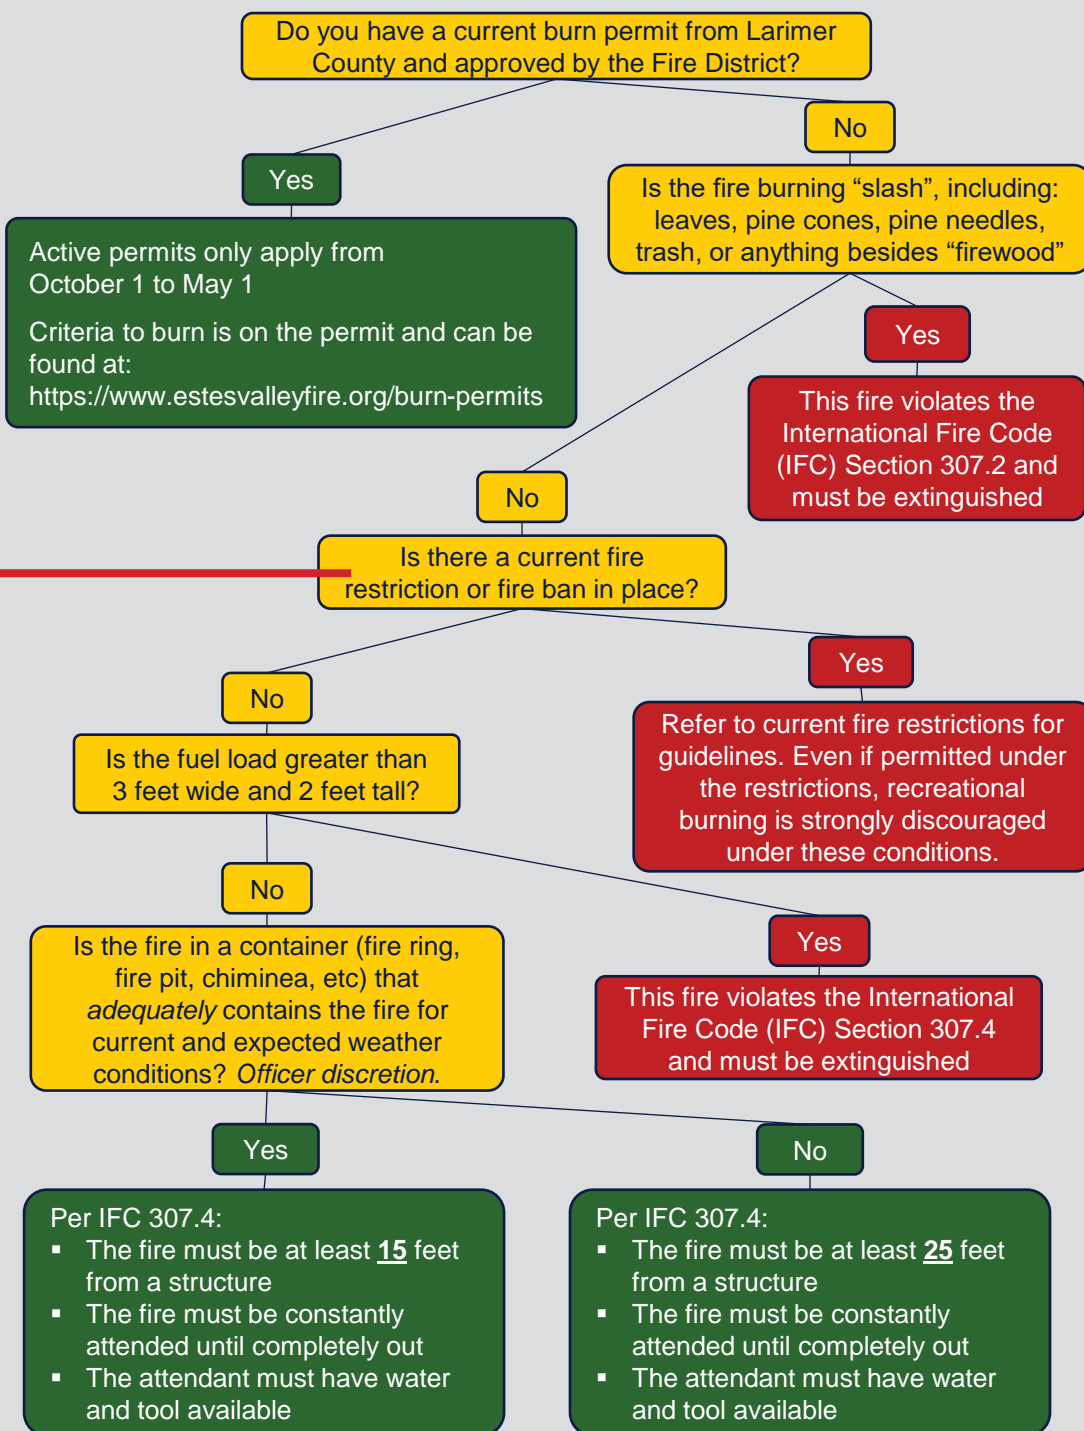 Do you have a current burn permit from Larimer
County and approved by the Fire District?
No
Yes
Is the fire burning “slash”, including:
leaves, pine cones, pine needles,
trash, or anything besides “firewood”
Active permits only apply from
October 1 to May 1
Criteria to burn is on the permit and can be
found at:
https://www.estesvalleyfire.org/burn-permits
Yes
This fire violates the
International Fire Code
(IFC) Section 307.2 and
must be extinguished
No
Is there a current fire
restriction or fire ban in place?
Yes
Refer to current fire restrictions for
guidelines. Even if permitted under
the restrictions, recreational
burning is strongly discouraged
under these conditions.
No
Is the fuel load greater than
3 feet wide and 2 feet tall?
No
Is the fire in a container (fire ring,
fire pit, chiminea, etc) that
adequately contains the fire for
current and expected weather
conditions? Officer discretion.
Yes
This fire violates the International
Fire Code (IFC) Section 307.4
and must be extinguished
Yes
Per IFC 307.4:
▪ The fire must be at least 15 feet
from a structure
▪ The fire must be constantly
attended until completely out
▪ The attendant must have water
and tool available
No
Per IFC 307.4:
▪ The fire must be at least 25 feet
from a structure
▪ The fire must be constantly
attended until completely out
▪ The attendant must have water
and tool available